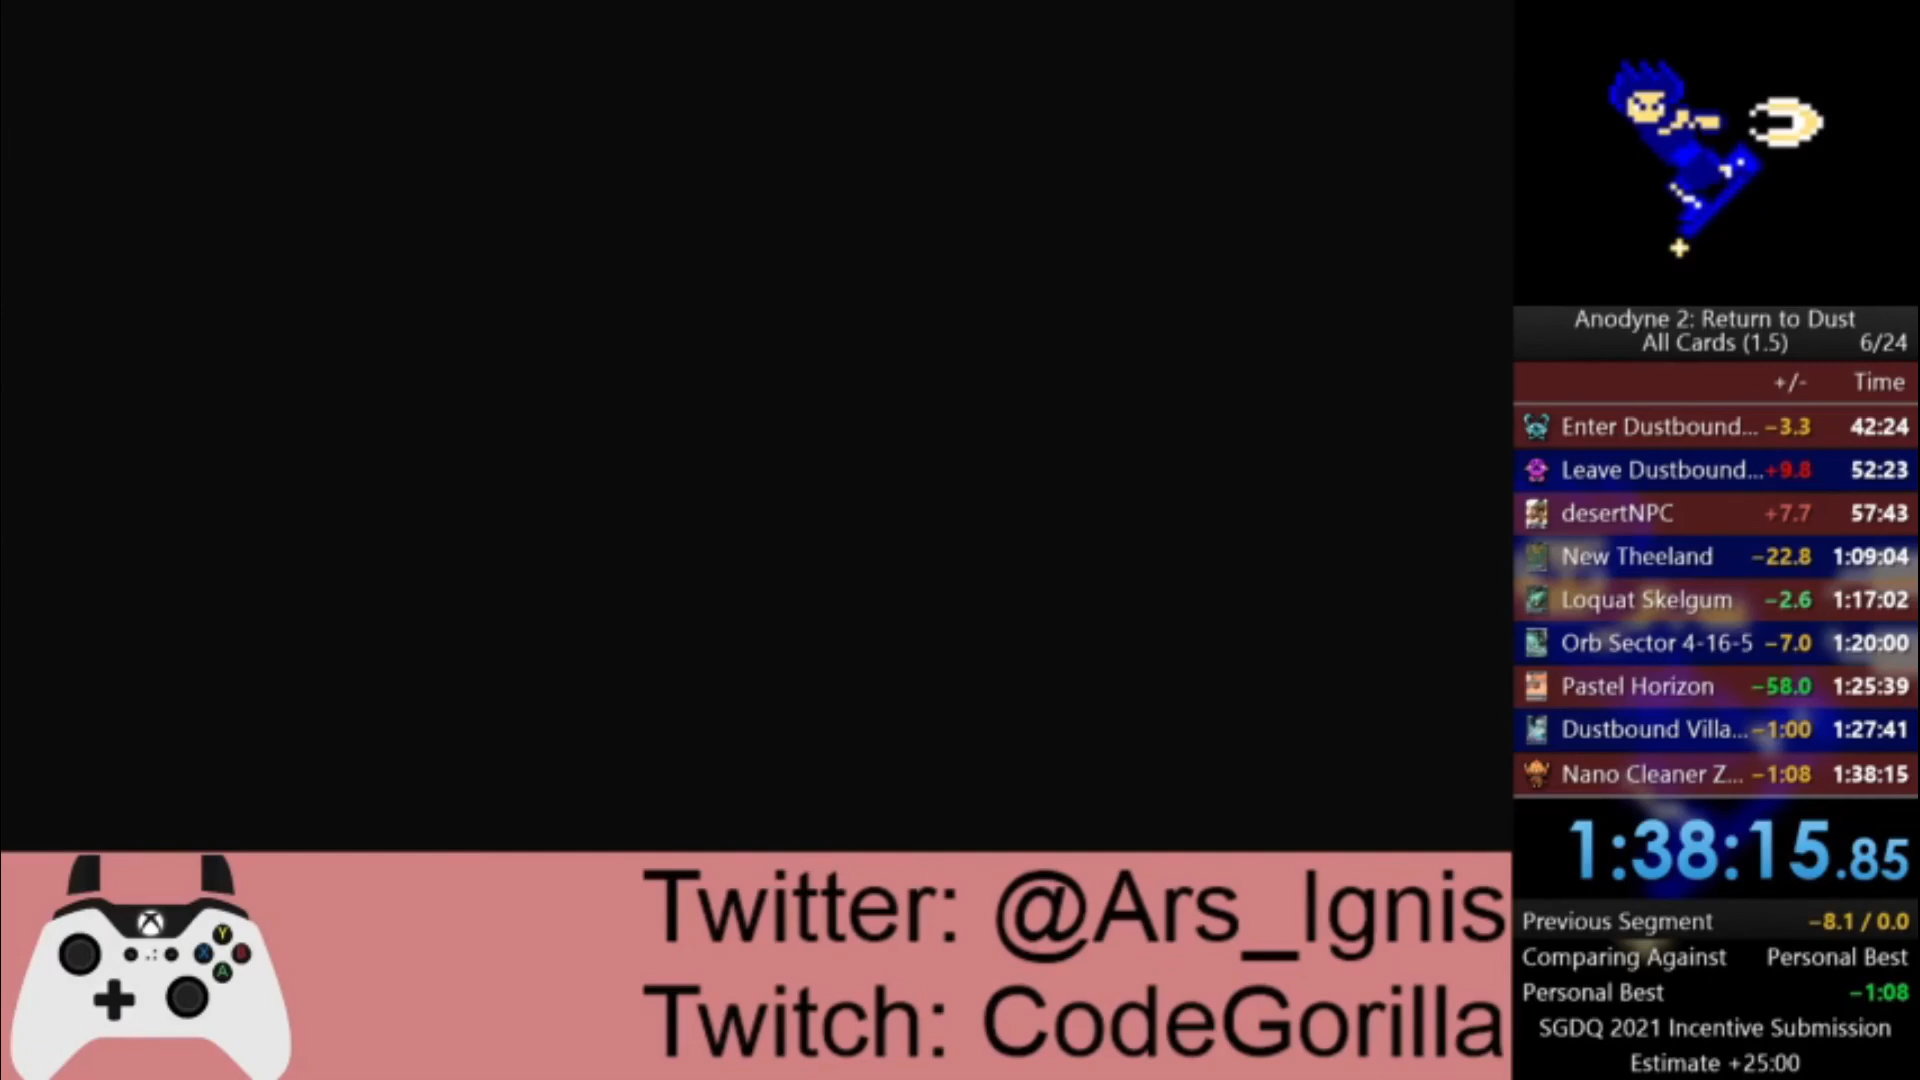 Anodyne 2: Return to Dust
All Cards (1.5) 6/24
+/- Time
Enter Dustbound... −3.3 42:24
Leave Dustbound... +9.8 52:23
desertNPC +7.7 57:43
New Theeland −22.8 1:09:04
Loquat Skelgum −2.6 1:17:02
Orb Sector 4-16-5 −7.0 1:20:00
Pastel Horizon −58.0 1:25:39
Dustbound Villa... −1:00 1:27:41
Nano Cleaner Z... −1:08 1:38:15
1:38:15.85
Previous Segment −8.1 / 0.0
Comparing Against Personal Best
Personal Best −1:08
SGDQ 2021 Incentive Submission
Estimate +25:00
Twitter: @Ars_Ignis
Twitch: CodeGorilla
Y
X B
A